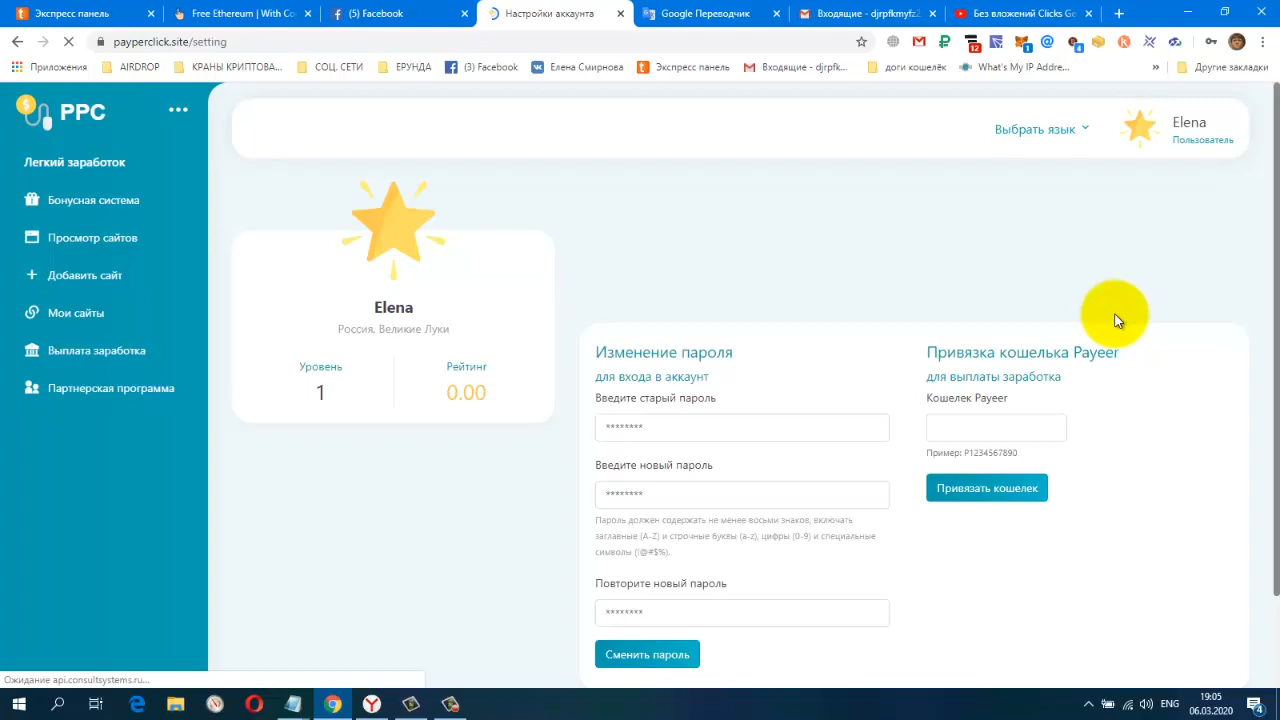 Экспресс панель
Free Ethereum | With Co
(5) Facebook
Настройки аккаунта
Google Переводчик
Входящие - djrpfkmyfz2
Без вложений Clicks Ge
payperclick.site/setting
12
1
4
Приложения
AIRDROP
КРАНЫ КРИПТОВА...
СОЦ. СЕТИ
ЕРУНДА
(3) Facebook
Елена Смирнова
Экспресс панель
Входящие - djrpfk...
доги кошелёк
What's My IP Addre...
»
Другие закладки
$
PPC
Выбрать язык
Elena
Пользователь
Легкий заработок
Бонусная система
Просмотр сайтов
Добавить сайт
Мои сайты
Выплата заработка
Партнерская программа
Elena
Россия, Великие Луки
Уровень
Рейтинг
1
0.00
Изменение пароля
для входа в аккаунт
Введите старый пароль
********
Введите новый пароль
********
Пароль должен содержать не менее восьми знаков, включать
заглавные (A-Z) и строчные буквы (a-z), цифры (0-9) и специальные
символы (!@#$%).
Повторите новый пароль
********
Сменить пароль
Привязка кошелька Payeer
для выплаты заработка
Кошелек Payeer
Пример: P1234567890
Привязать кошелек
Ожидание api.consultsystems.ru...
ENG
19:05
06.03.2020
4